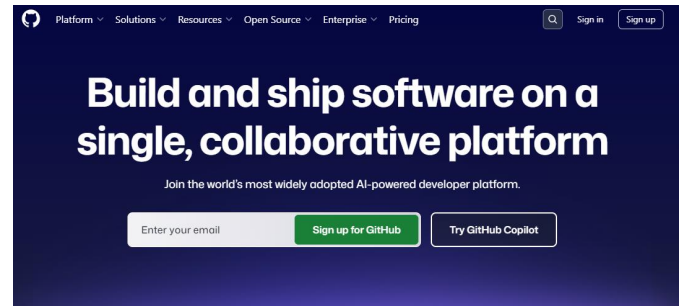 Platform Solutions Resources Open Source Enterprise Pricing Sign in Sign up
Build and ship software on a
single, collaborative platform
Join the world's most widely adopted AI-powered developer platform.
Enter your email Sign up for GitHub Try GitHub Copilot